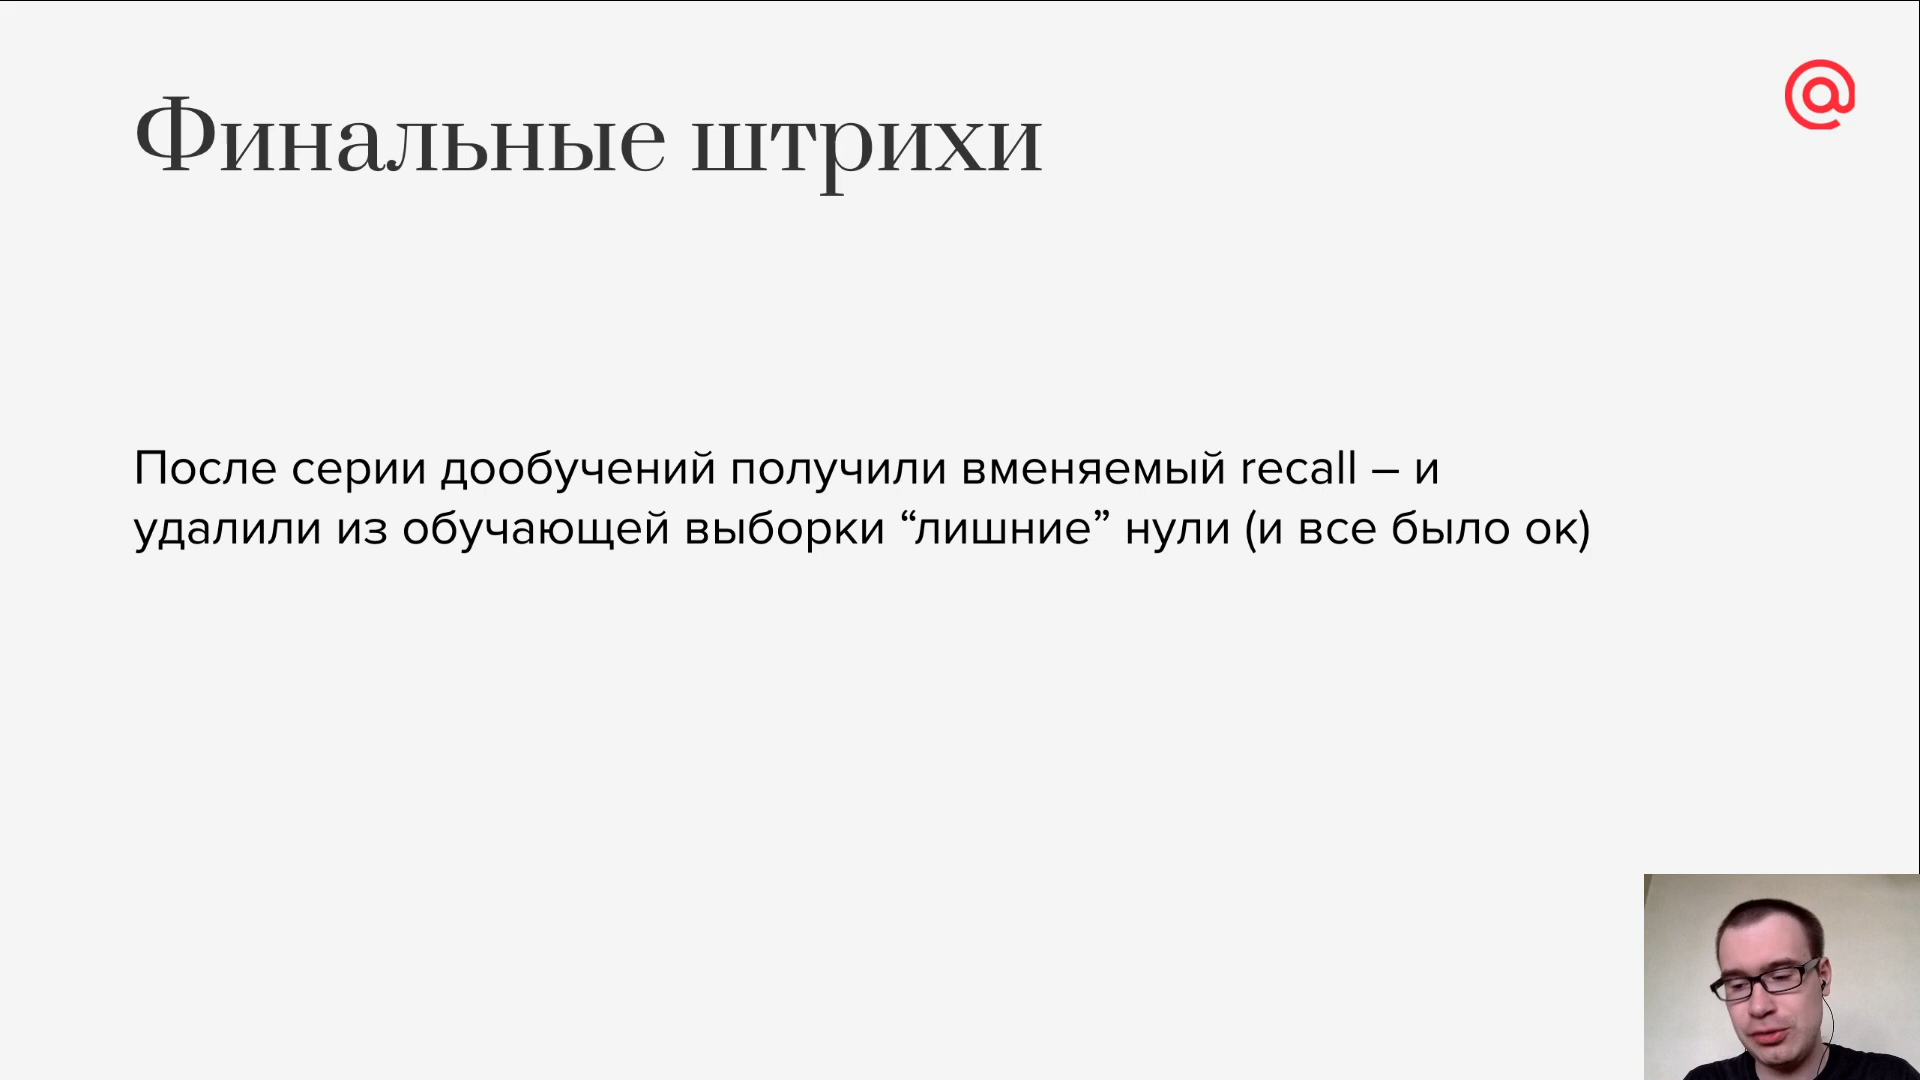 Финальные штрихи
После серии дообучений получили вменяемый recall – и
удалили из обучающей выборки “лишние” нули (и все было ок)